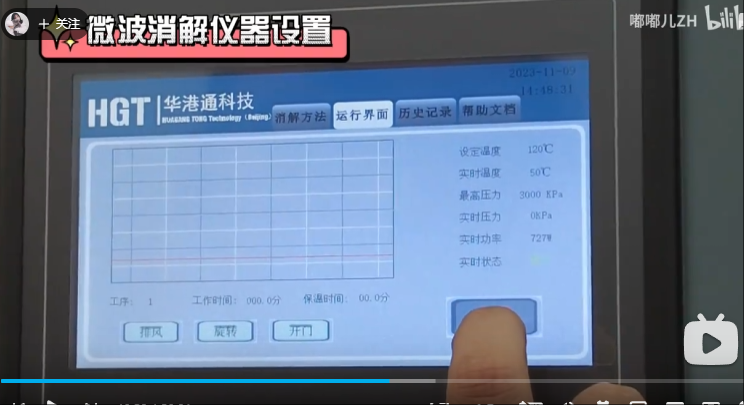 + 关注
微波消解仪器设置
嘟嘟儿ZH bilibili
2023-11-09
14:48:31
HGT 华港通科技
HUAGANG TONG Technology (Beijing)
消解方法 运行界面 历史记录 帮助文档
设定温度 120℃
实时温度 50℃
最高压力 3000 KPa
实时压力 0KPa
实时功率 727W
实时状态
工序: 1 工作时间: 000.0分 保温时间: 00.0分
排风 旋转 开门